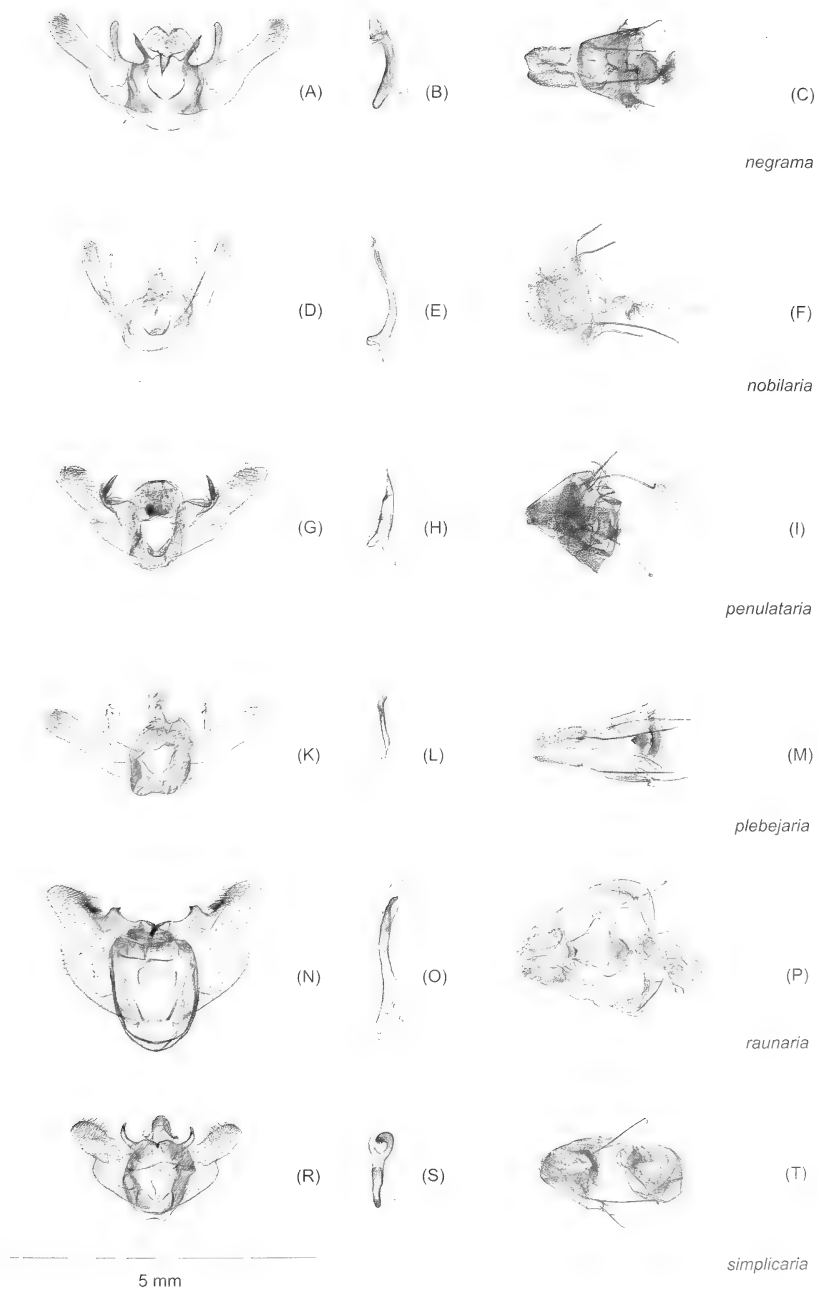 (A) (B) (C)
negrama
(D) (E) (F)
nobilaria
(G) (H) (I)
penulataria
(K) (L) (M)
plebejaria
(N) (O) (P)
raunaria
(R) (S) (T)
simplicaria
5 mm